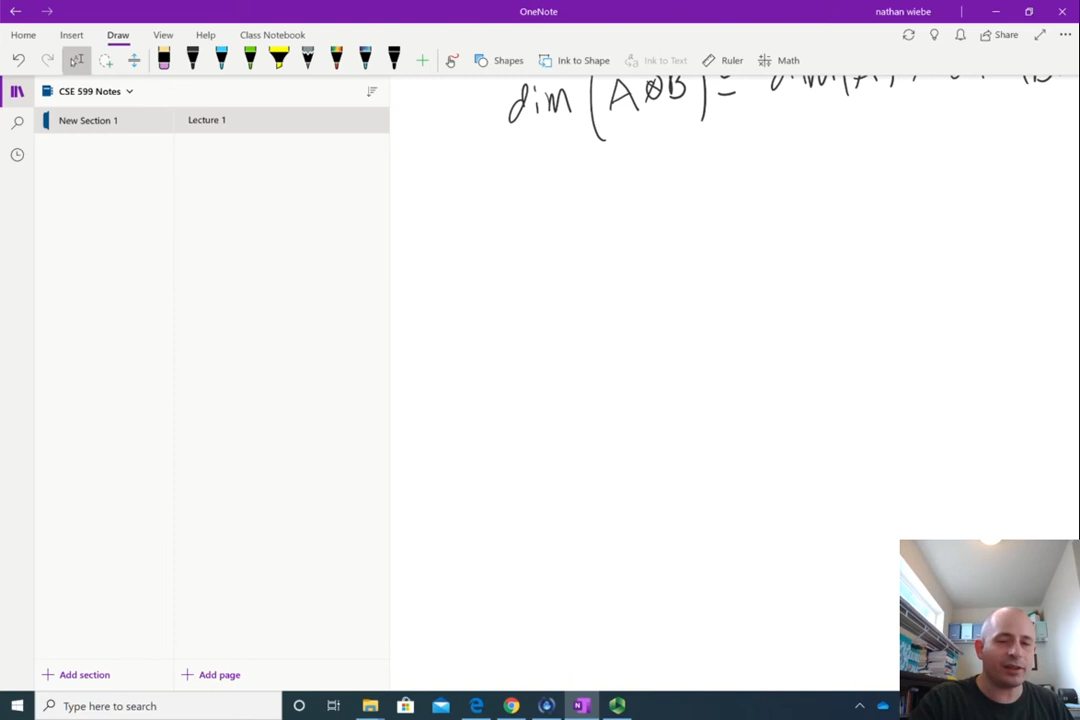 OneNote
nathan wiebe
Home Insert Draw View Help Class Notebook Share
Shapes Ink to Shape Ink to Text Ruler Math
CSE 599 Notes
New Section 1 Lecture 1
dim (A⊗B) =
Add section Add page
Type here to search